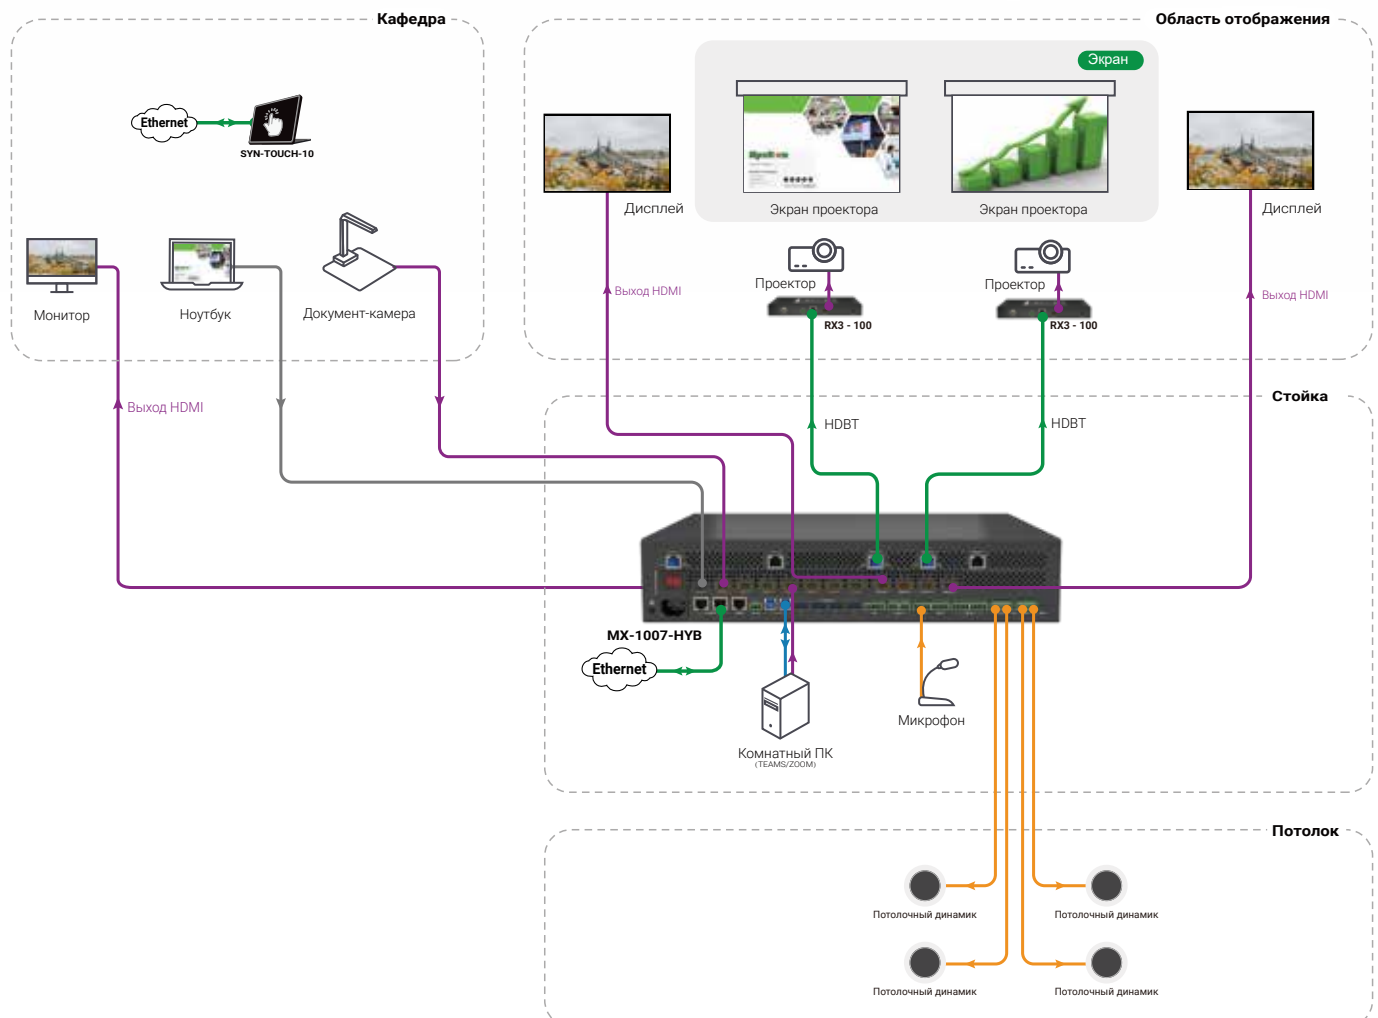 Кафедра
Область отображения
Экран
Ethernet
SYN-TOUCH-10
Дисплей
Экран проектора
Экран проектора
Дисплей
Монитор
Ноутбук
Документ-камера
Выход HDMI
Проектор
RX3 - 100
Проектор
RX3 - 100
Выход HDMI
Выход HDMI
Стойка
HDBT
HDBT
MX-1007-HYB
Ethernet
Комнатный ПК
(TEAMS/ZOOM)
Микрофон
Потолок
Потолочный динамик
Потолочный динамик
Потолочный динамик
Потолочный динамик